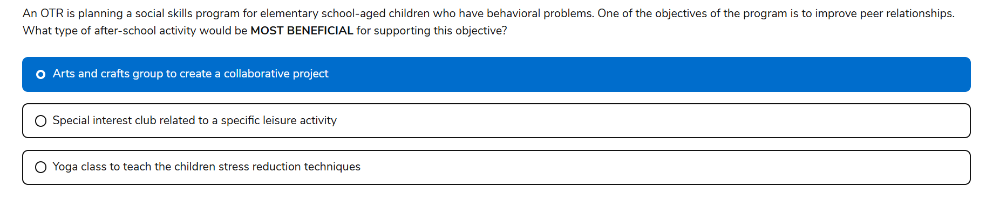 An OTR is planning a social skills program for elementary school-aged children who have behavioral problems. One of the objectives of the program is to improve peer relationships.
What type of after-school activity would be MOST BENEFICIAL for supporting this objective?
Arts and crafts group to create a collaborative project
Special interest club related to a specific leisure activity
Yoga class to teach the children stress reduction techniques